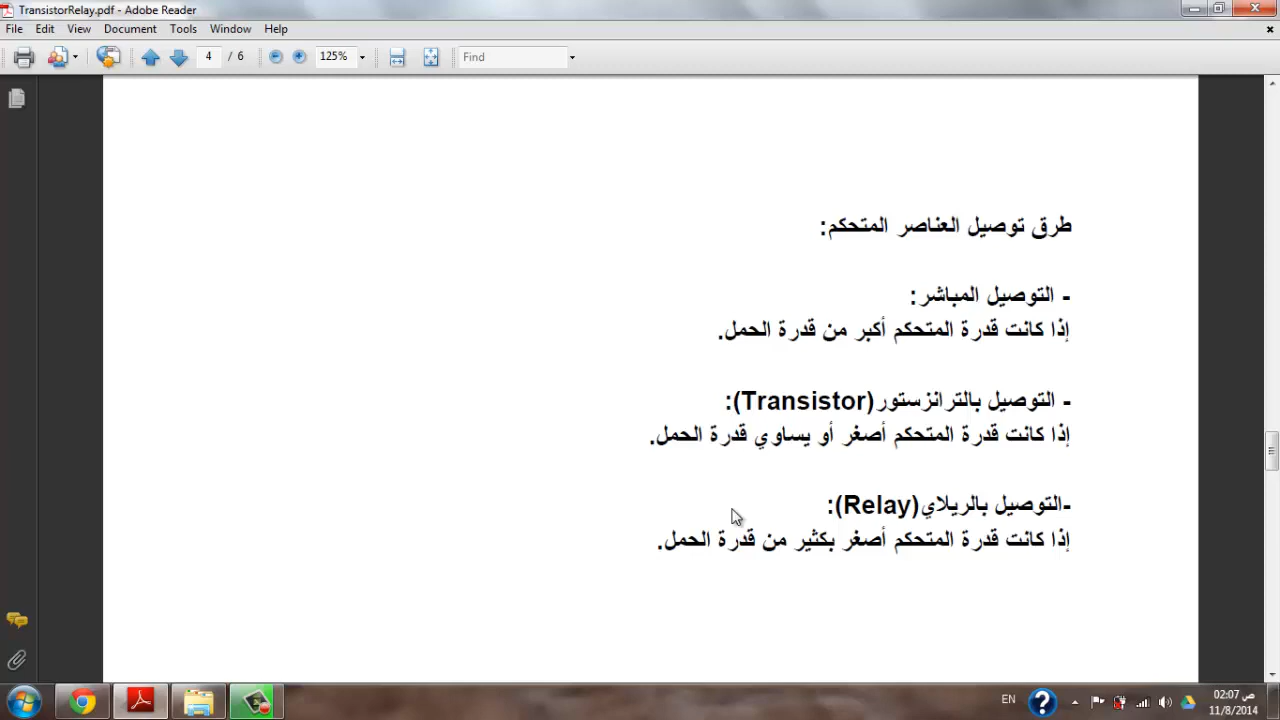 TransistorRelay.pdf - Adobe Reader
File Edit View Document Tools Window Help
4 / 6 125% Find
طرق توصيل العناصر المتحكم:
- التوصيل المباشر:
إذا كانت قدرة المتحكم أكبر من قدرة الحمل.
- التوصيل بالترانزستور(Transistor):
إذا كانت قدرة المتحكم أصغر أو يساوي قدرة الحمل.
-التوصيل بالريلاي(Relay):
إذا كانت قدرة المتحكم أصغر بكثير من قدرة الحمل.
EN
02:07 ص
11/8/2014